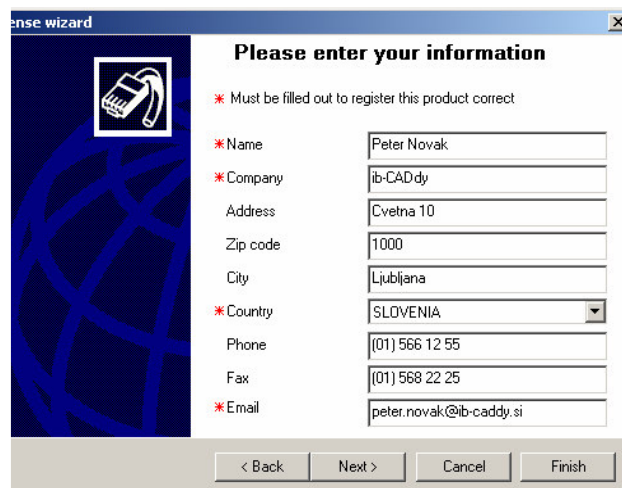 ense wizard
Please enter your information
* Must be filled out to register this product correct
* Name Peter Novak
* Company ib-CADdy
Address Cvetna 10
Zip code 1000
City Ljubljana
* Country SLOVENIA
Phone (01) 566 12 55
Fax (01) 568 22 25
* Email peter.novak@ib-caddy.si
< Back Next > Cancel Finish